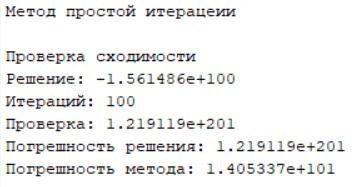 Метод простой итерацеии
Проверка сходимости
Решение: -1.561486e+100
Итераций: 100
Проверка: 1.219119e+201
Погрешность решения: 1.219119e+201
Погрешность метода: 1.405337e+101